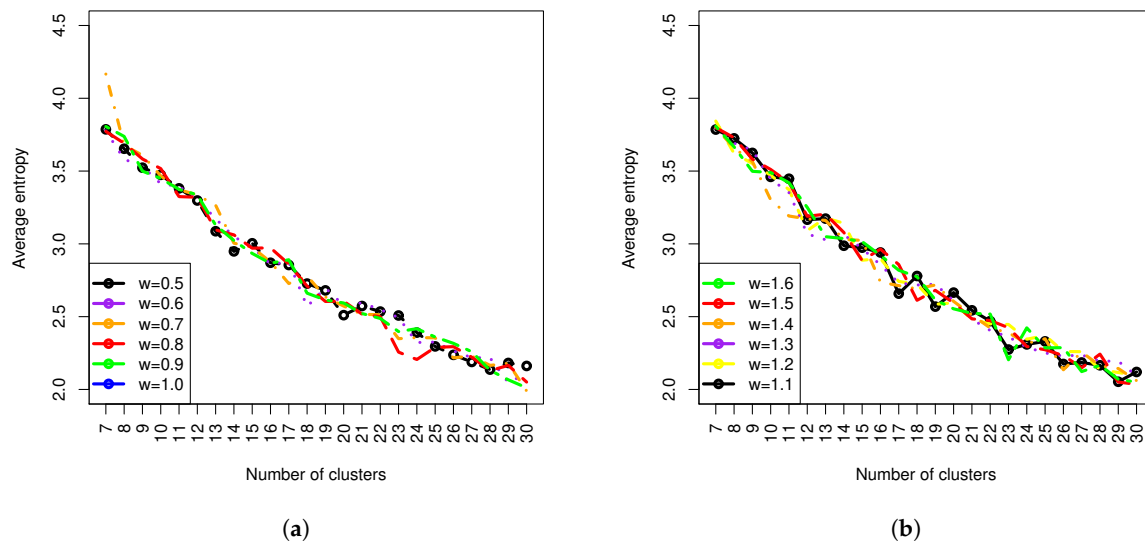 4.5
4.0
3.5
3.0
2.5
2.0
Average entropy
w=0.5
w=0.6
w=0.7
w=0.8
w=0.9
w=1.0
7 8 9 10 11 12 13 14 15 16 17 18 19 20 21 22 23 24 25 26 27 28 29 30
Number of clusters
(a)
4.5
4.0
3.5
3.0
2.5
2.0
Average entropy
w=1.6
w=1.5
w=1.4
w=1.3
w=1.2
w=1.1
7 8 9 10 11 12 13 14 15 16 17 18 19 20 21 22 23 24 25 26 27 28 29 30
Number of clusters
(b)